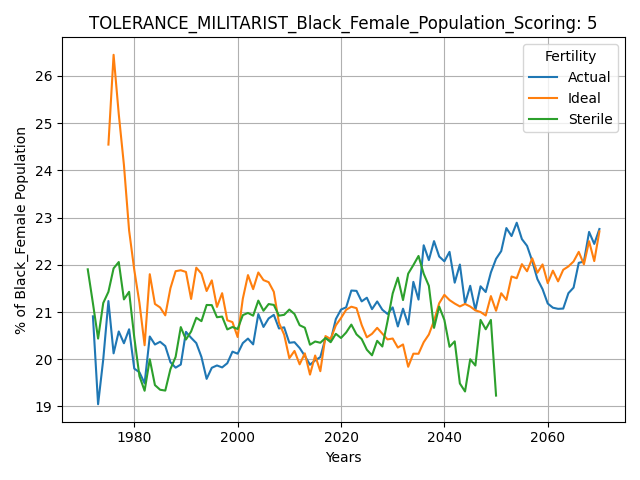 TOLERANCE_MILITARIST_Black_Female_Population_Scoring: 5
Fertility
Actual
Ideal
Sterile
% of Black_Female Population
26
25
24
23
22
21
20
19
1980
2000
2020
2040
2060
Years